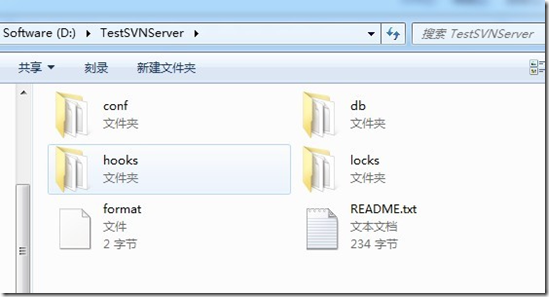 Software (D:) ▸ TestSVNServer ▸
搜索 TestSVNServer
共享 刻录 新建文件夹
conf
文件夹
db
文件夹
hooks
文件夹
locks
文件夹
format
文件
2 字节
README.txt
文本文档
234 字节